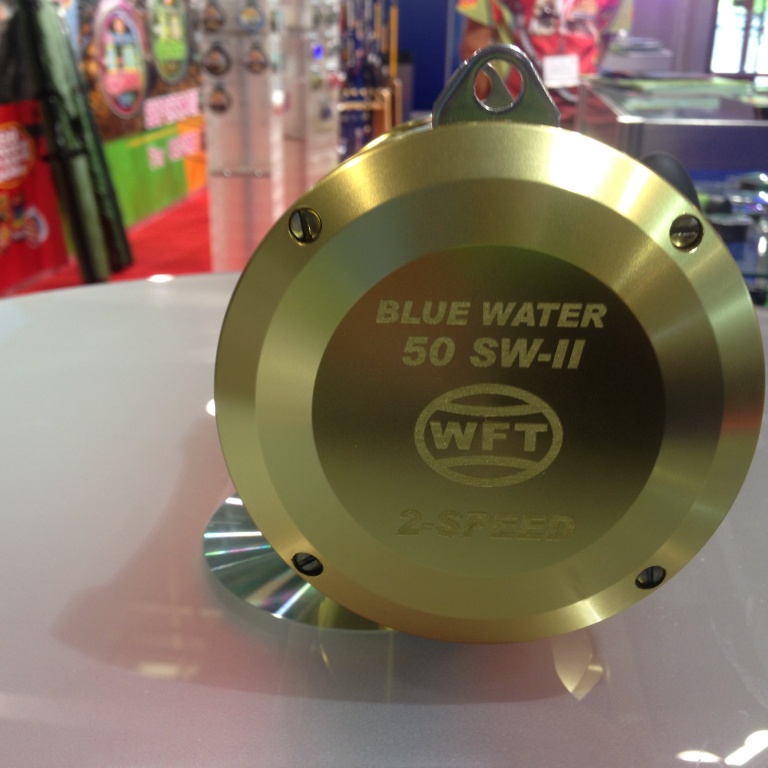 BLUE WATER
50 SW-II
WFT
2-SPEED